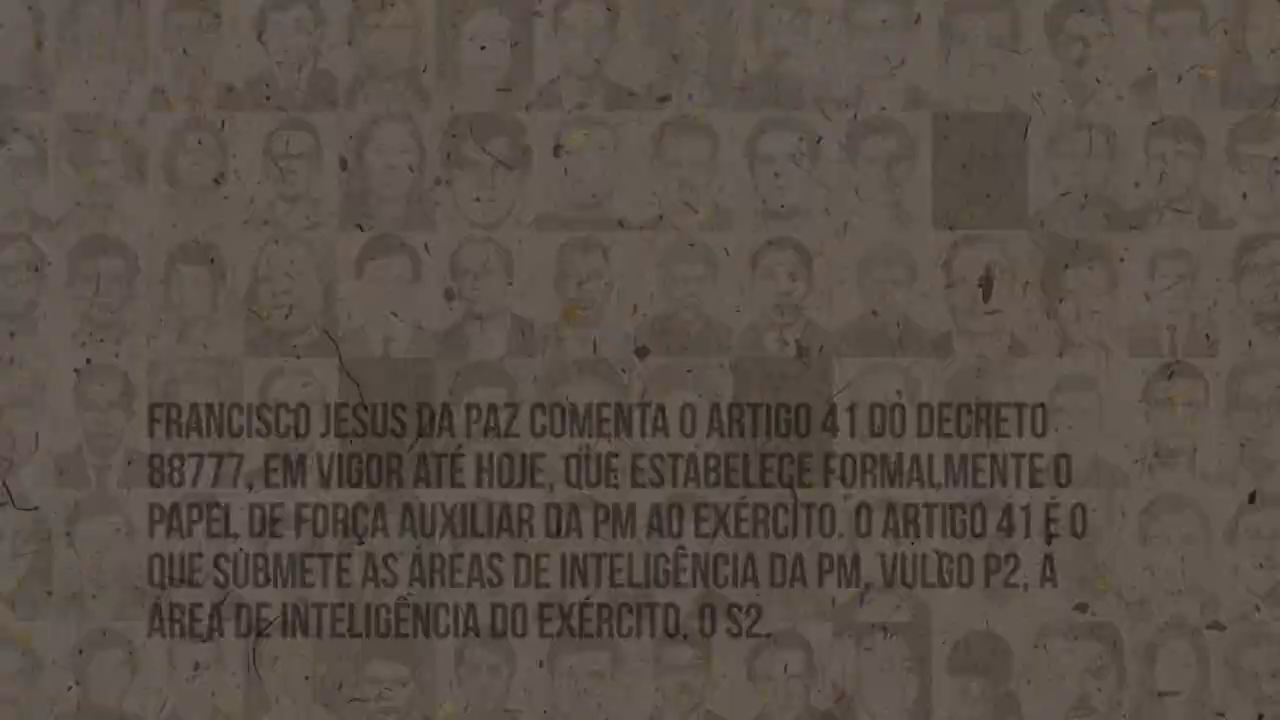 FRANCISCO JESUS DA PAZ COMENTA O ARTIGO 41 DO DECRETO
88777, EM VIGOR ATÉ HOJE, QUE ESTABELECE FORMALMENTE O
PAPEL DE FORÇA AUXILIAR DA PM AO EXÉRCITO. O ARTIGO 41 É O
QUE SUBMETE AS ÁREAS DE INTELIGÊNCIA DA PM, VULGO P2, À
ÁREA DE INTELIGÊNCIA DO EXÉRCITO, O S2.